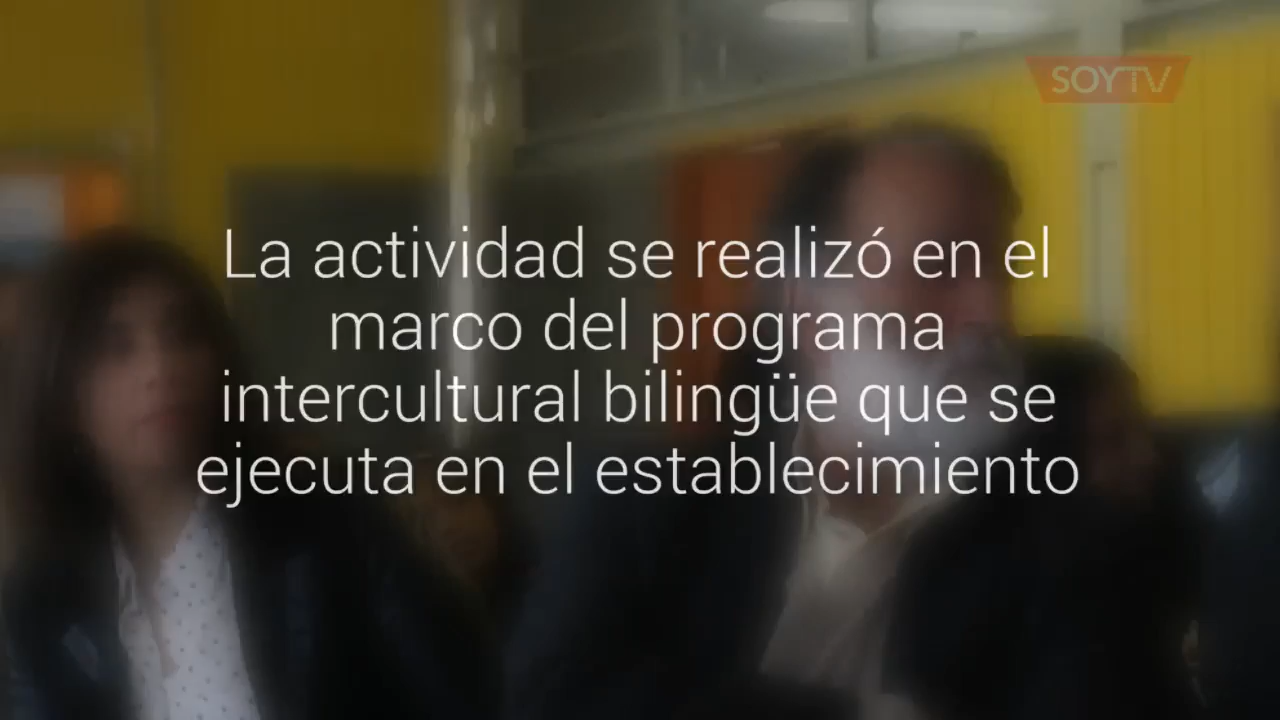 SOYTV
La actividad se realizó en el
marco del programa
intercultural bilingüe que se
ejecuta en el establecimiento